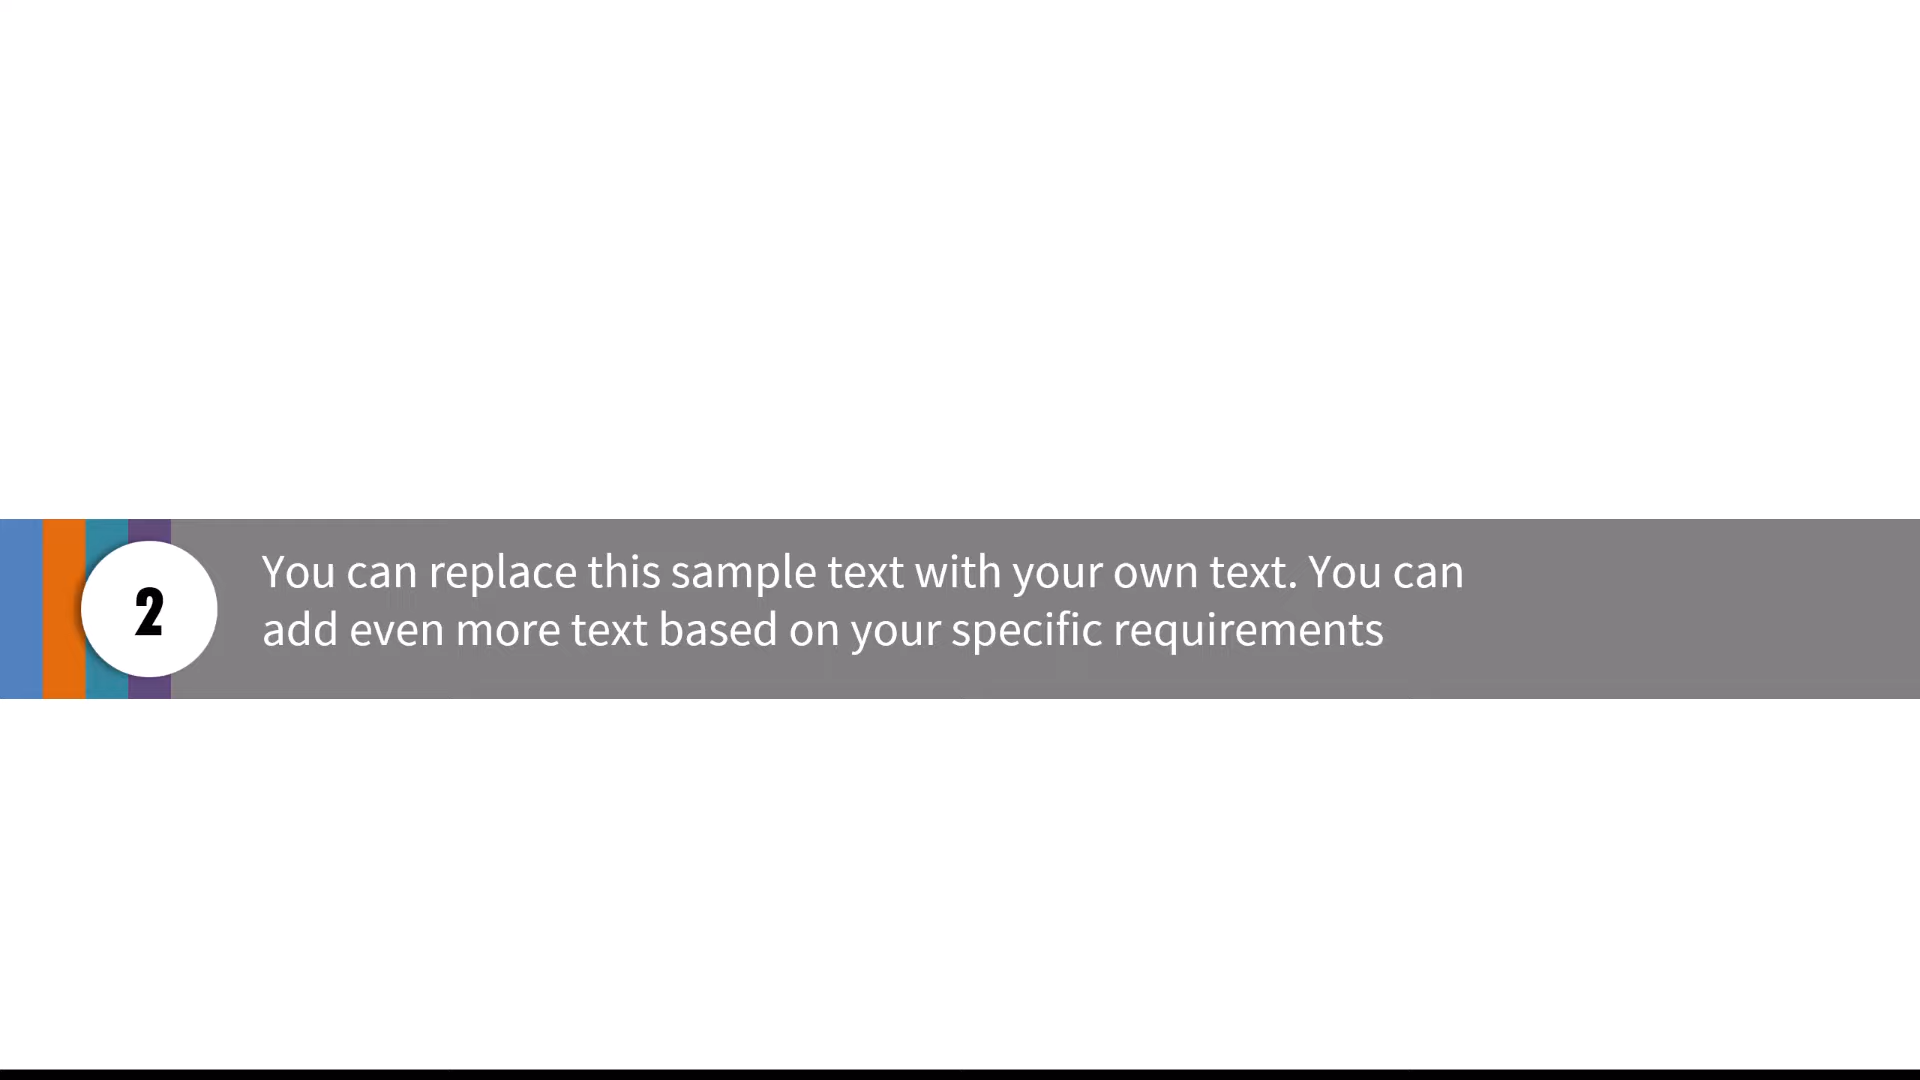 2
You can replace this sample text with your own text. You can
add even more text based on your specific requirements